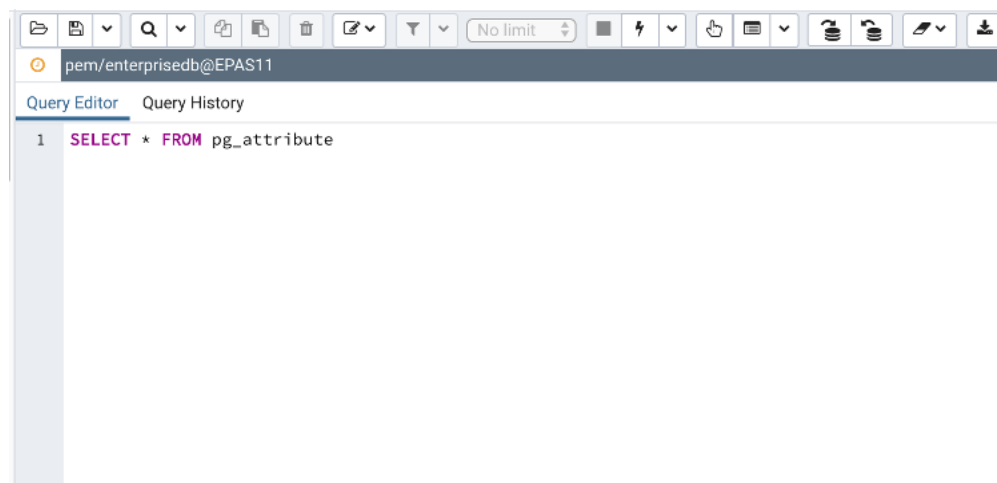 No limit
pem/enterprisedb@EPAS11
Query Editor Query History
1 SELECT * FROM pg_attribute